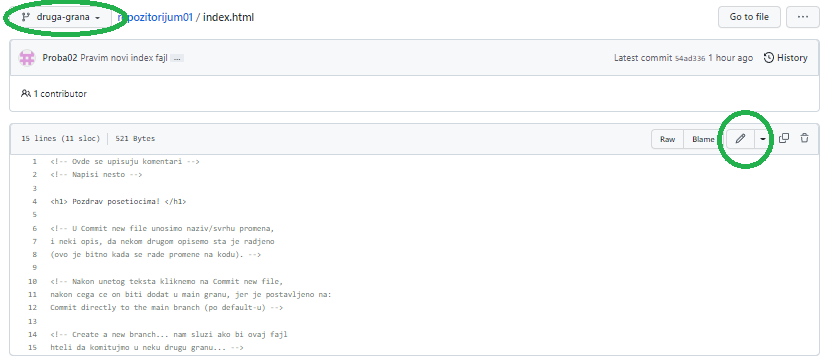 druga-grana
repozitorijum01 / index.html
Go to file
...
Proba02 Pravim novi index fajl ...
Latest commit 54ad336 1 hour ago
History
1 contributor
15 lines (11 sloc) 521 Bytes
Raw
Blame
1 <!-- Ovde se upisuju komentari -->
2 <!-- Napisi nesto -->
3
4 <h1> Pozdrav posetiocima! </h1>
5
6 <!-- U Commit new file unosimo naziv/svrhu promena,
7 i neki opis, da nekom drugom opisemo sta je radjeno
8 (ovo je bitno kada se rade promene na kodu). -->
9
10 <!-- Nakon unetog teksta kliknemo na Commit new file,
11 nakon cega ce on biti dodat u main granu, jer je postavljeno na:
12 Commit directly to the main branch (po default-u) -->
13
14 <!-- Create a new branch... nam sluzi ako bi ovaj fajl
15 hteli da komitujmo u neku drugu granu... -->